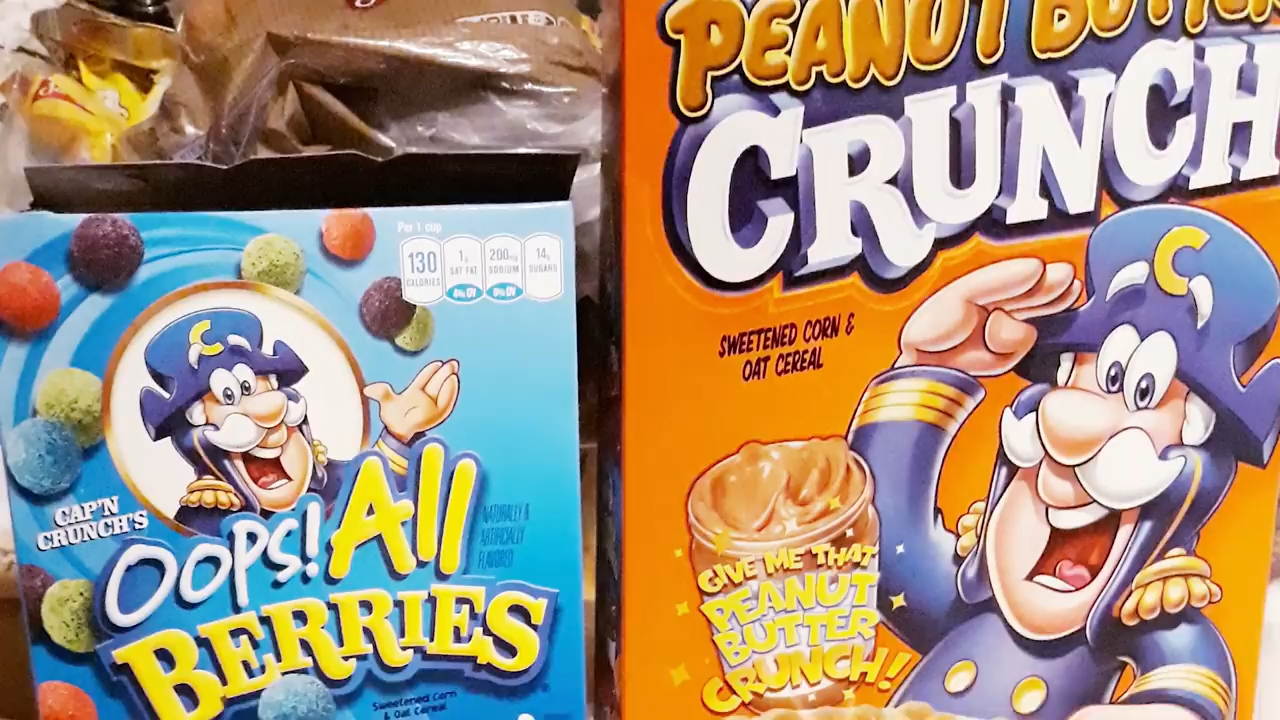 Per 1 cup
130
CALORIES
1g
SAT FAT
4% DV
200mg
SODIUM
9% DV
14g
SUGARS
C
CAP'N
CRUNCH'S
OOPS! All
BERRIES
NATURALLY &
ARTIFICIALLY
FLAVORED
Sweetened Corn
& Oat Cereal
PEANUT BUTTER
CRUNCH
C
SWEETENED CORN &
OAT CEREAL
GIVE ME THAT
PEANUT
BUTTER
CRUNCH!